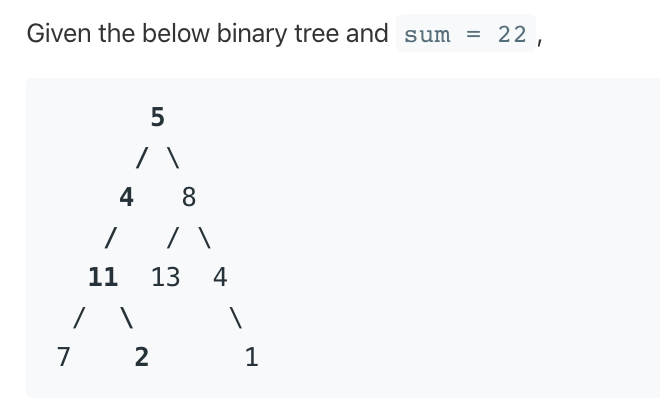 Given the below binary tree and sum = 22,
5
/ \
4 8
/ / \
11 13 4
/ \ \
7 2 1